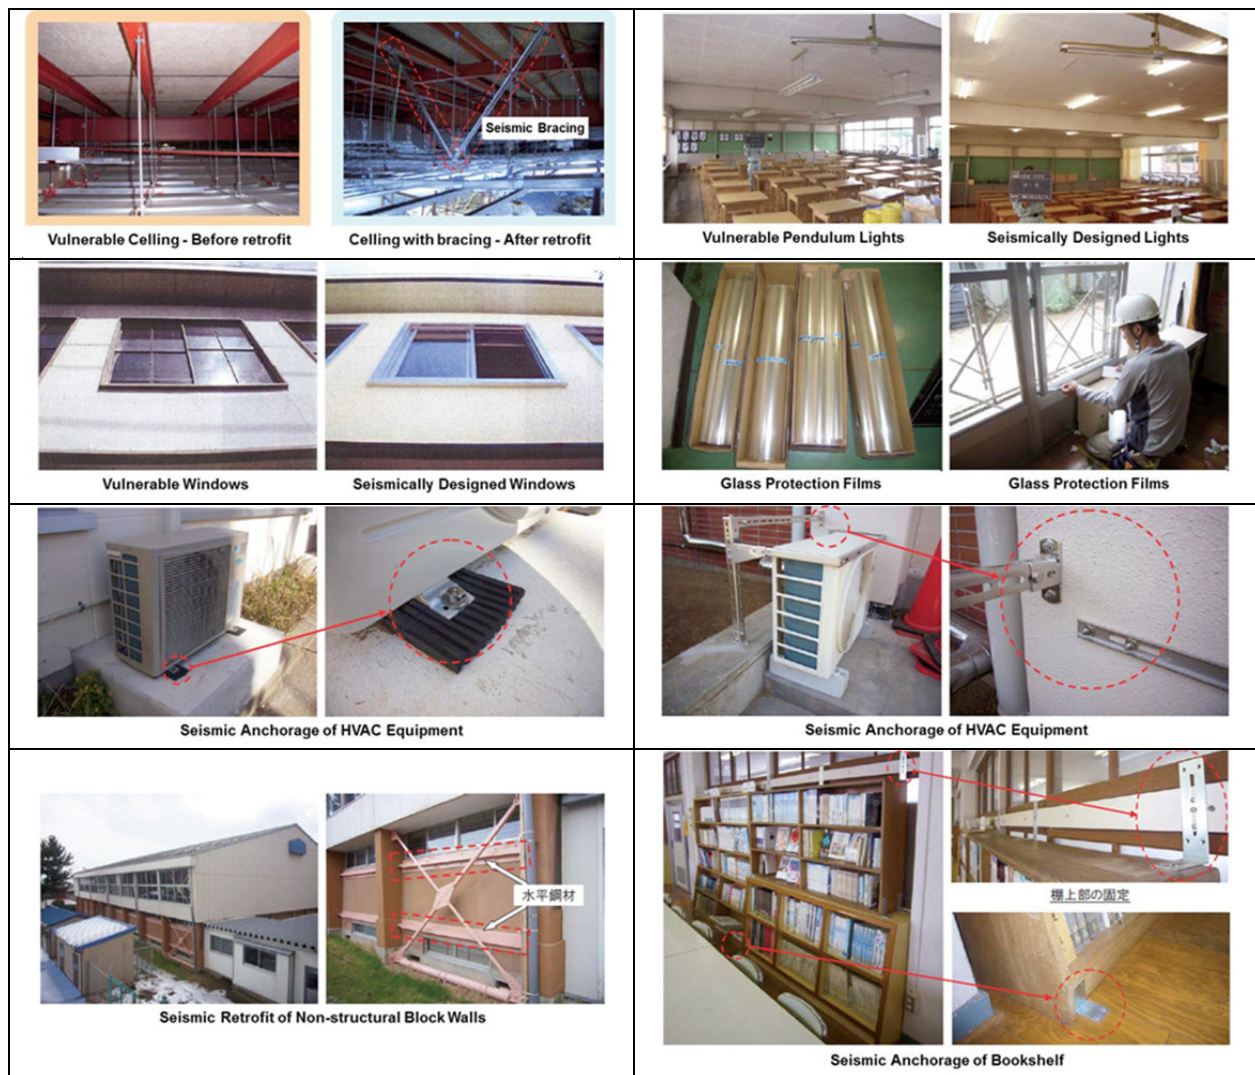 Seismic Bracing
Vulnerable Celling - Before retrofit
Celling with bracing - After retrofit
Vulnerable Pendulum Lights
Seismically Designed Lights
Vulnerable Windows
Seismically Designed Windows
Glass Protection Films
Glass Protection Films
Seismic Anchorage of HVAC Equipment
Seismic Anchorage of HVAC Equipment
水平鋼材
Seismic Retrofit of Non-structural Block Walls
棚上部の固定
Seismic Anchorage of Bookshelf